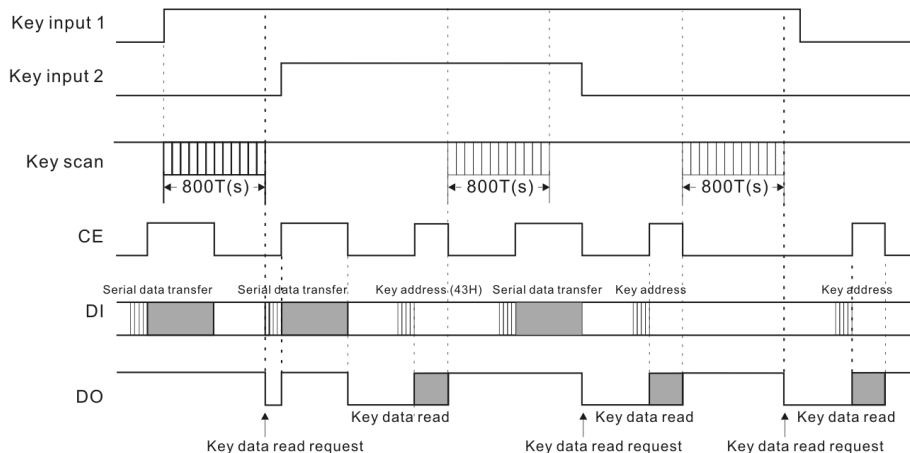 Key input 1
Key input 2
Key scan
800T(s) 800T(s) 800T(s)
CE
Serial data transfer Serial data transfer Key address (43H) Serial data transfer Key address Key address
DI
DO
Key data read Key data read Key data read
Key data read request Key data read request Key data read request